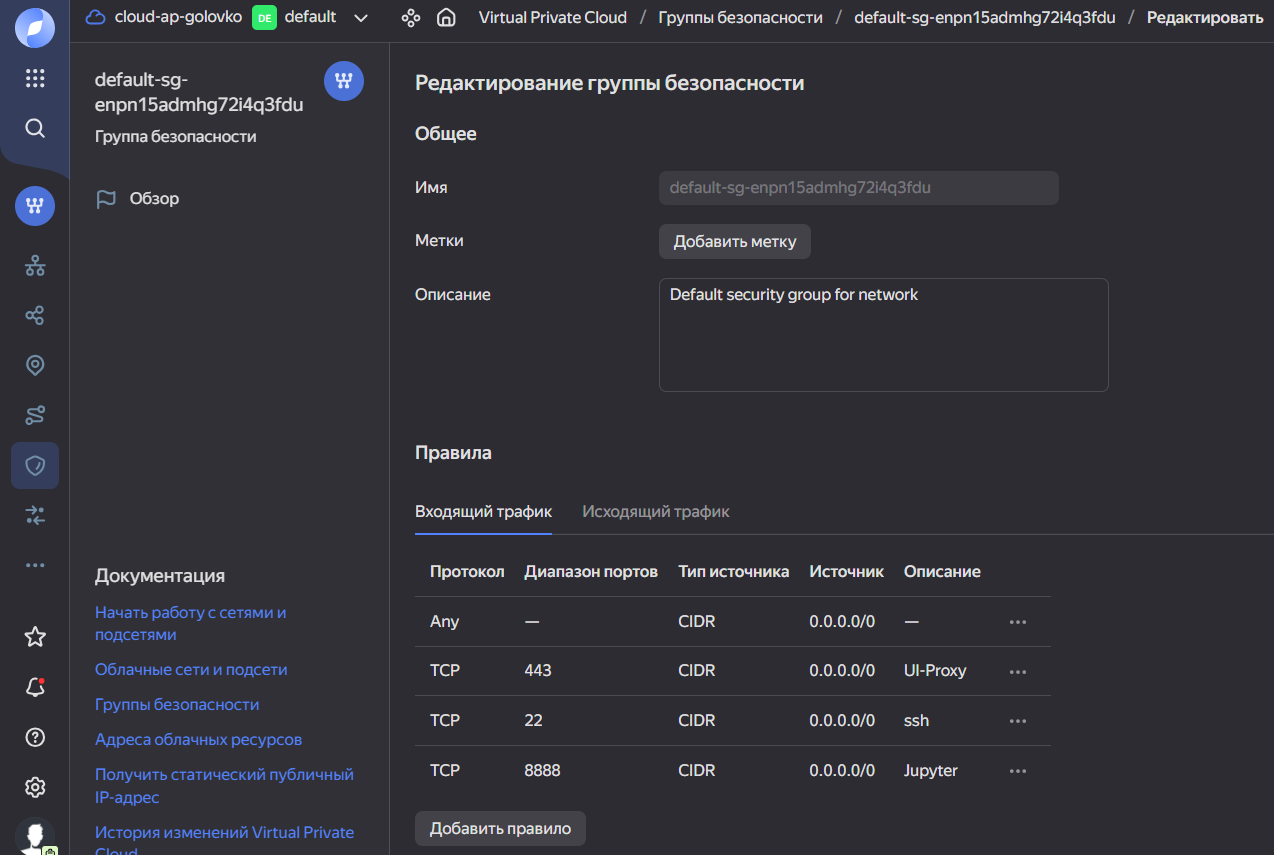 cloud-ap-golovko DE default Virtual Private Cloud / Группы безопасности / default-sg-enpn15admhg72i4q3fdu / Редактировать
default-sg-
enpn15admhg72i4q3fdu
Группа безопасности
Обзор
Документация
Начать работу с сетями и
подсетями
Облачные сети и подсети
Группы безопасности
Адреса облачных ресурсов
Получить статический публичный
IP-адрес
История изменений Virtual Private
Cloud
Редактирование группы безопасности
Общее
Имя default-sg-enpn15admhg72i4q3fdu
Метки Добавить метку
Описание Default security group for network
Правила
Входящий трафик Исходящий трафик
Протокол Диапазон портов Тип источника Источник Описание
Any — CIDR 0.0.0.0/0 —
TCP 443 CIDR 0.0.0.0/0 UI-Proxy
TCP 22 CIDR 0.0.0.0/0 ssh
TCP 8888 CIDR 0.0.0.0/0 Jupyter
Добавить правило